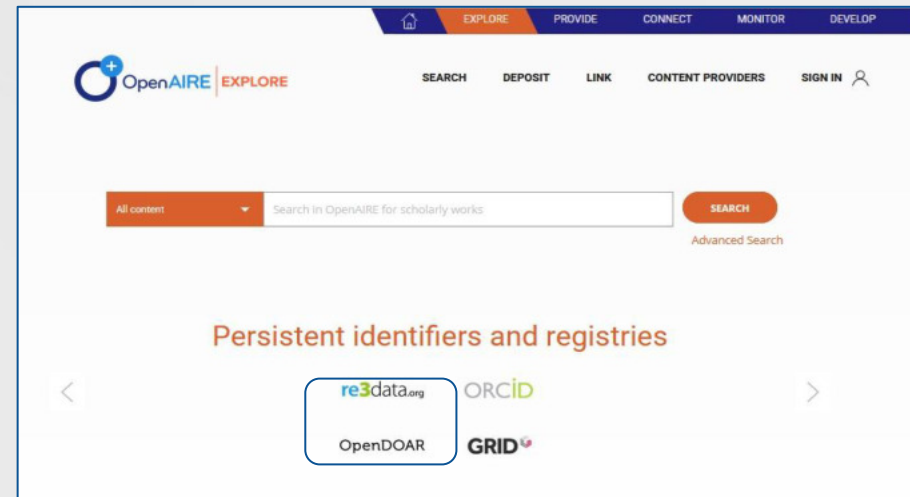 EXPLORE PROVIDE CONNECT MONITOR DEVELOP
OpenAIRE EXPLORE SEARCH DEPOSIT LINK CONTENT PROVIDERS SIGN IN
All content Search in OpenAIRE for scholarly works SEARCH
Advanced Search
Persistent identifiers and registries
re3data.org ORCID
OpenDOAR GRID